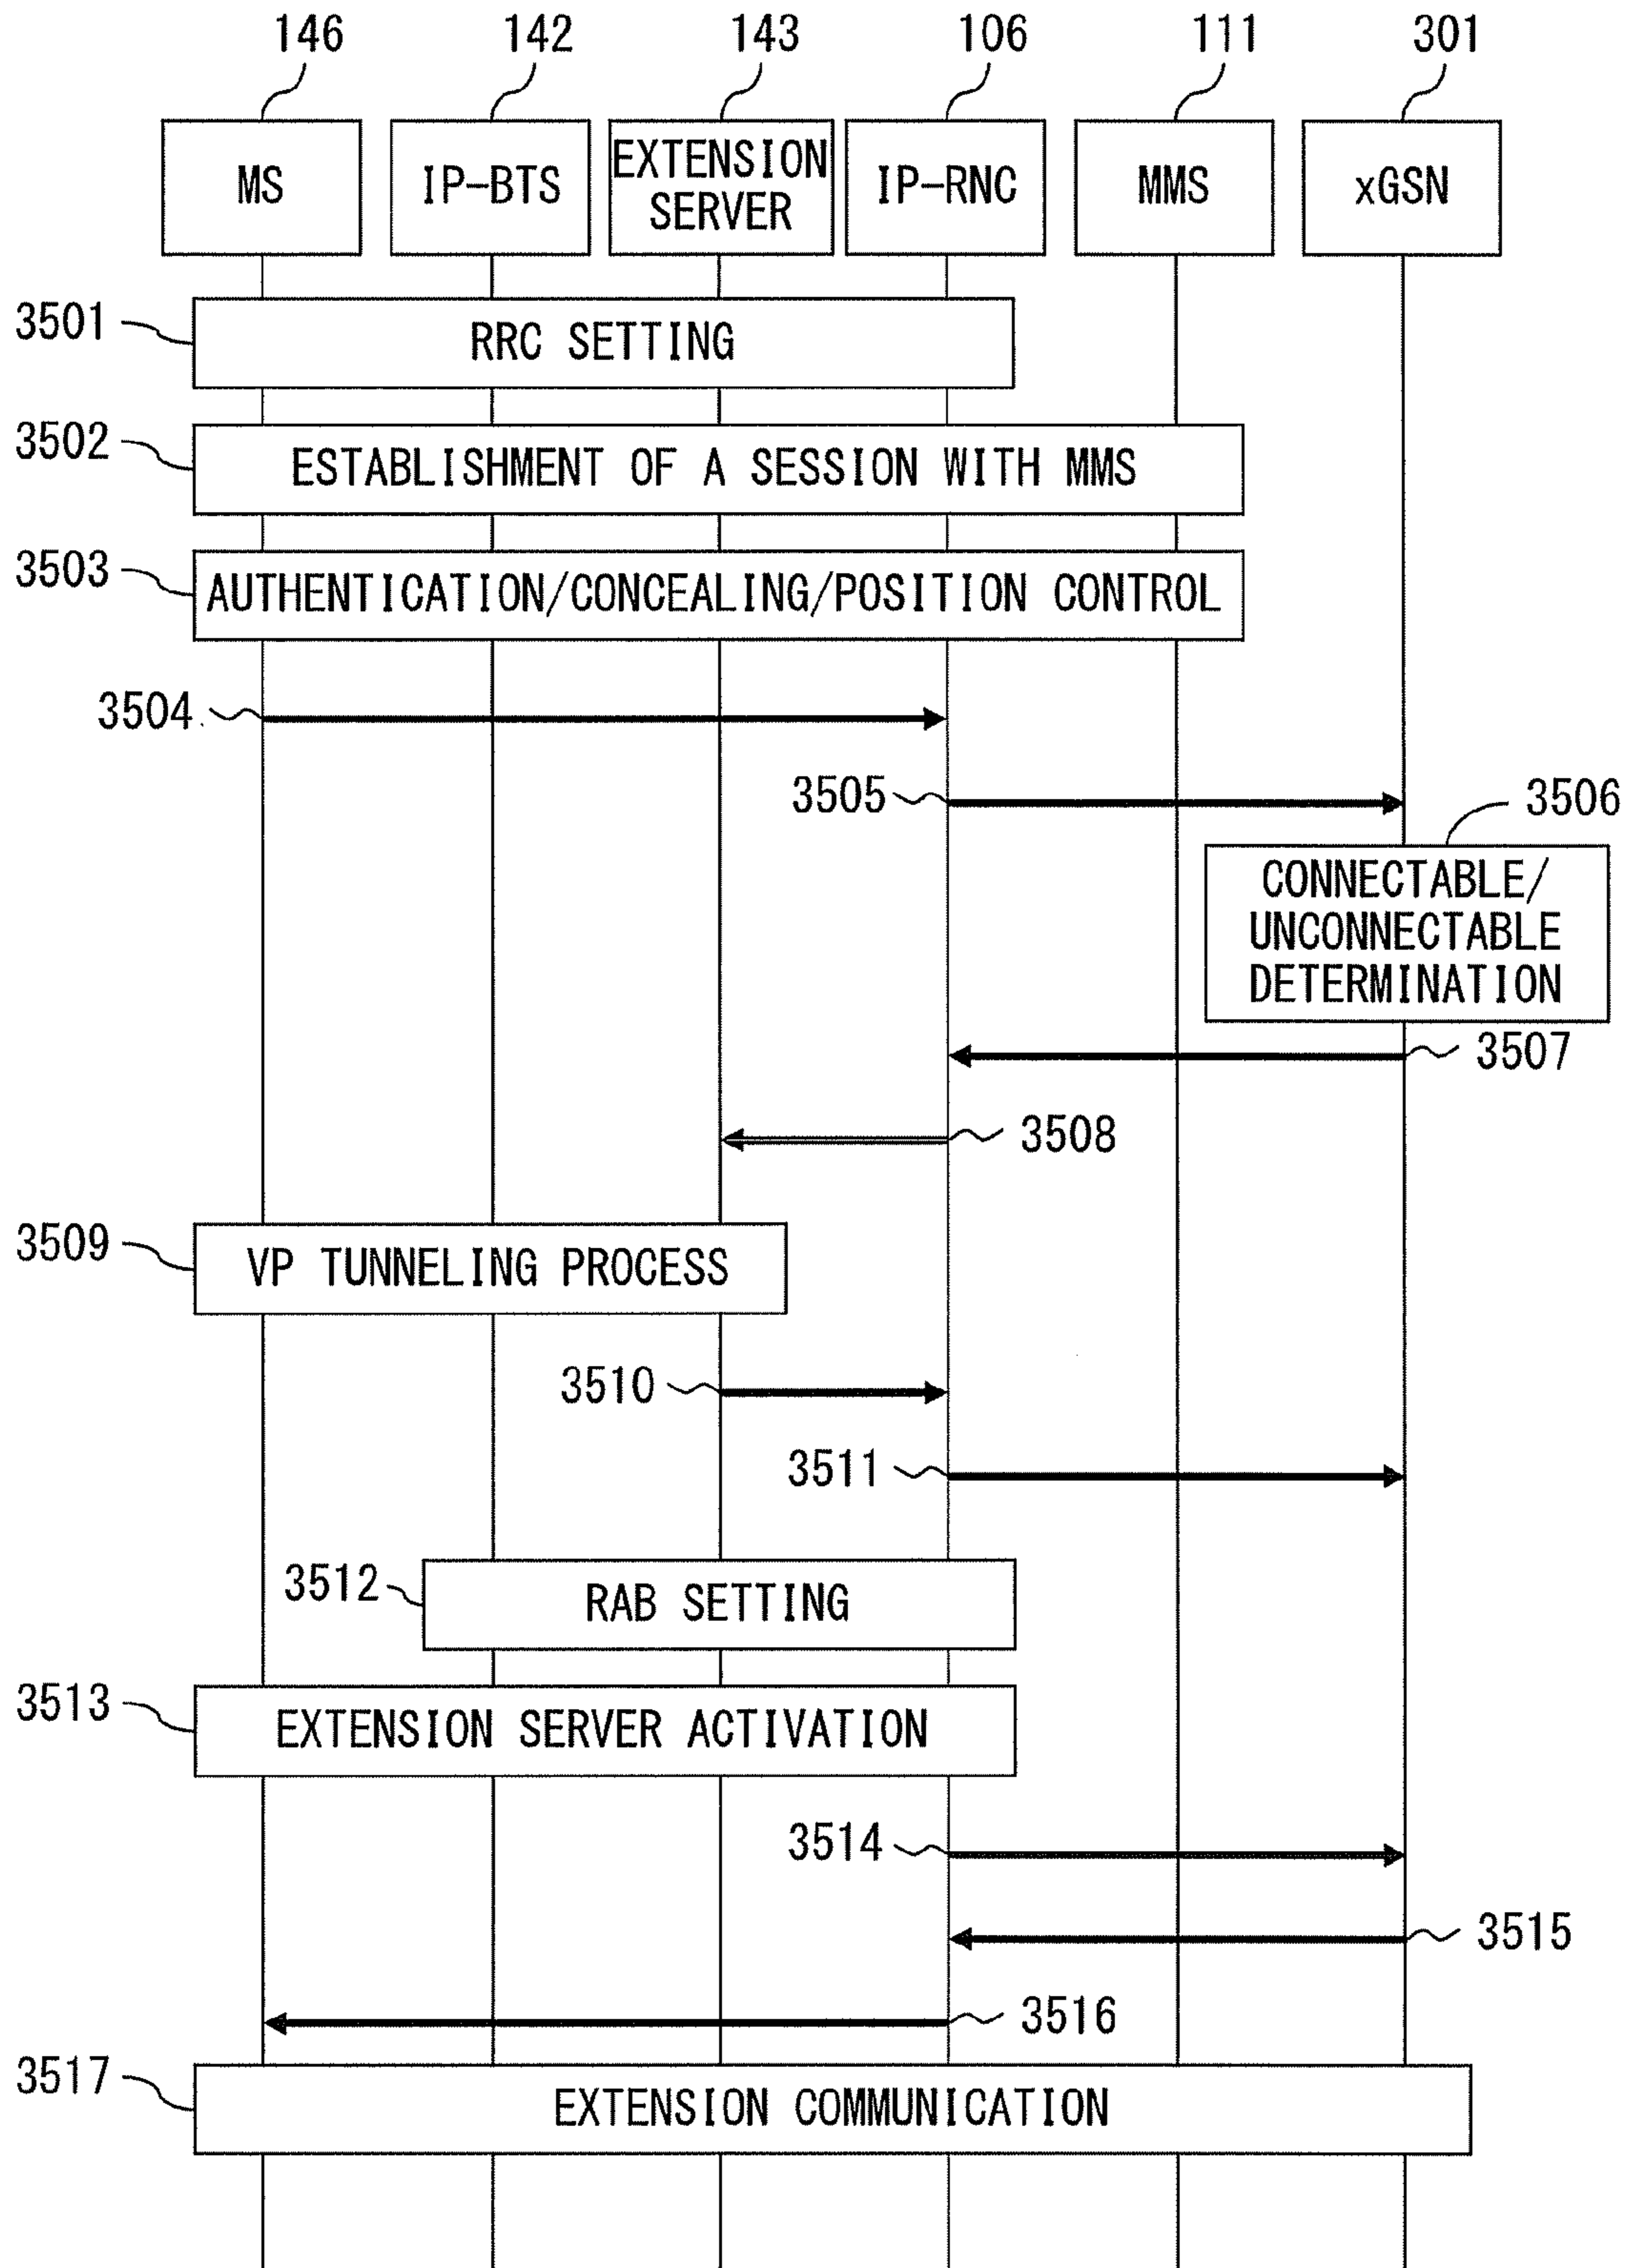 146
142
143
106
111
301
MS
IP-BTS
EXTENSION
SERVER
IP-RNC
MMS
xGSN
3501
RRC SETTING
3502
ESTABLISHMENT OF A SESSION WITH MMS
3503
AUTHENTICATION/CONCEALING/POSITION CONTROL
3504
3505
3506
CONNECTABLE/
UNCONNECTABLE
DETERMINATION
3507
3508
3509
VP TUNNELING PROCESS
3510
3511
3512
RAB SETTING
3513
EXTENSION SERVER ACTIVATION
3514
3515
3516
3517
EXTENSION COMMUNICATION